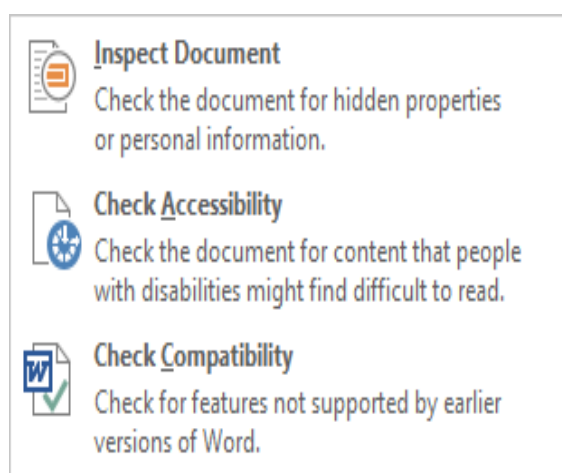 Inspect Document
Check the document for hidden properties
or personal information.
Check Accessibility
Check the document for content that people
with disabilities might find difficult to read.
W
Check Compatibility
Check for features not supported by earlier
versions of Word.